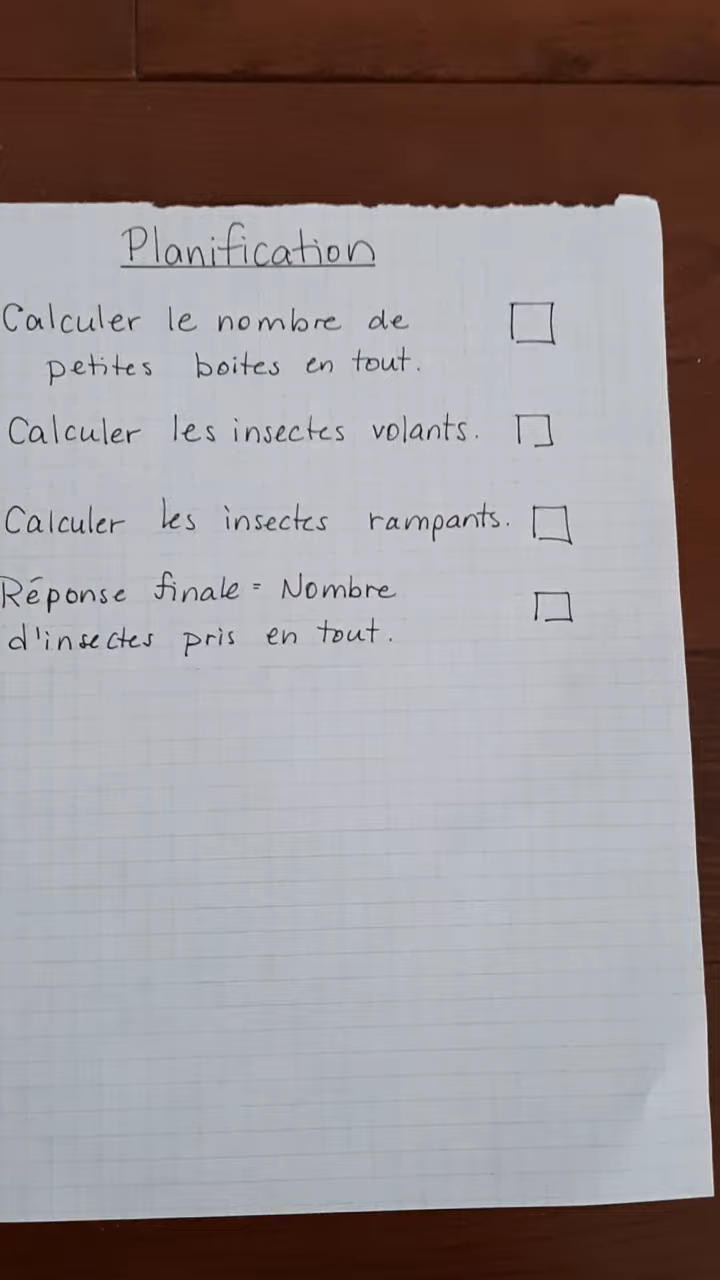 Planification
Calculer le nombre de
petites boites en tout.
Calculer les insectes volants.
Calculer les insectes rampants.
Réponse finale = Nombre
d'insectes pris en tout.